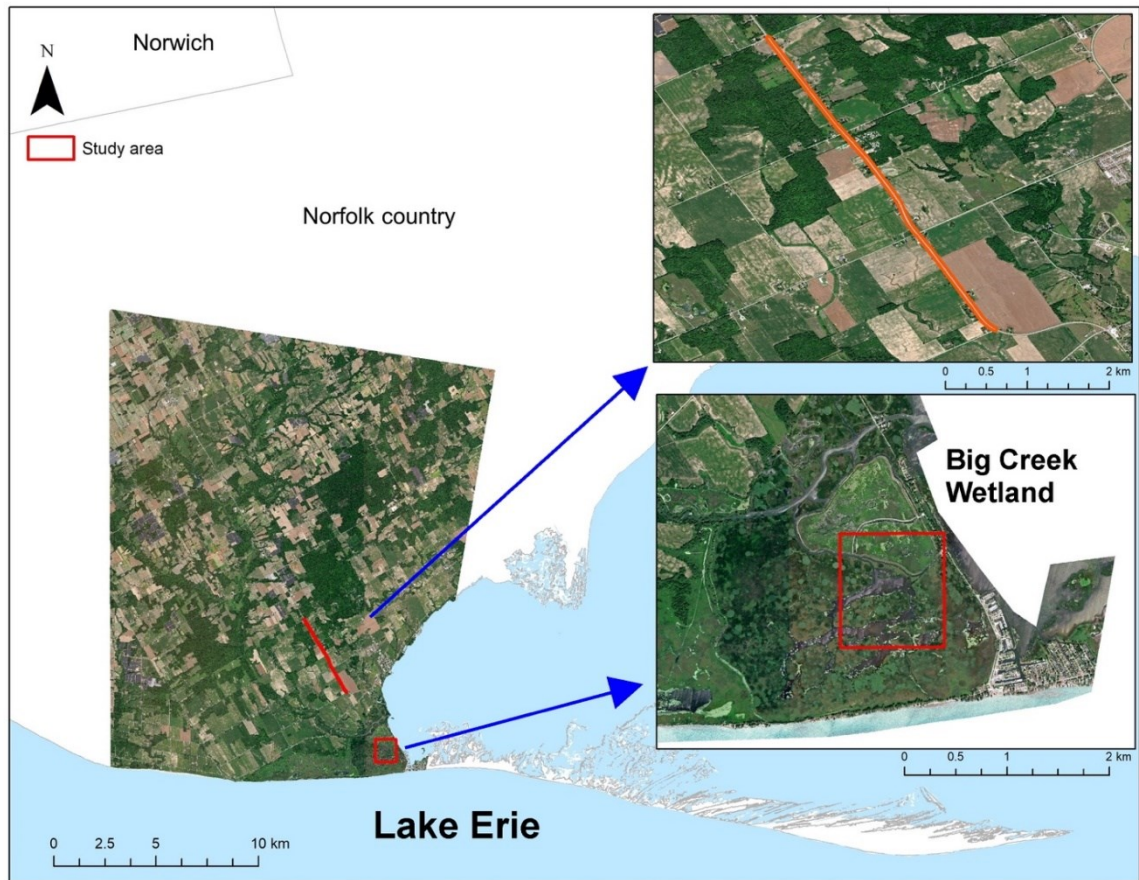 Norwich
N
Study area
Norfolk country
0 0.5 1 2 km
Big Creek
Wetland
0 0.5 1 2 km
Lake Erie
0 2.5 5 10 km